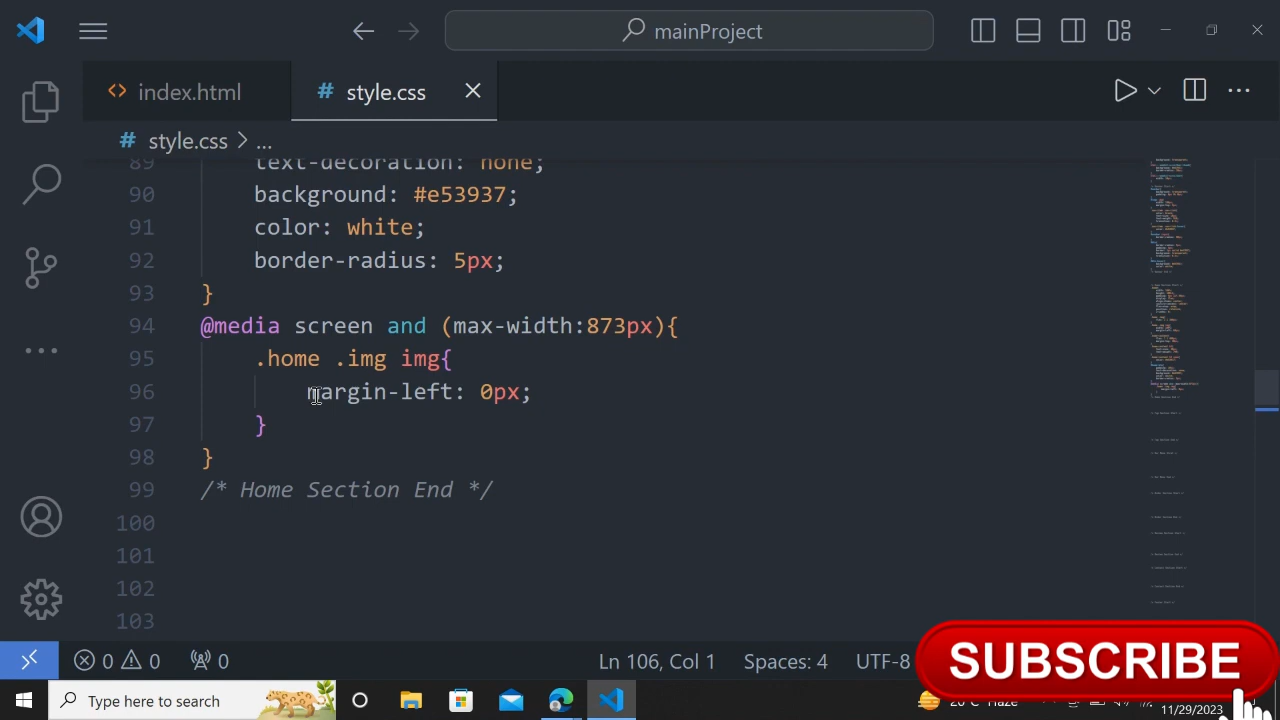 mainProject
index.html
# style.css
# style.css > ...
89 text-decoration: none;
90 background: #e53937;
91 color: white;
92 border-radius: 5px;
93 }
94 @media screen and (max-width:873px){
95 .home .img img{
96 margin-left: 0px;
97 }
98 }
99 /* Home Section End */
100
101
102
103
0 0 0
Ln 106, Col 1 Spaces: 4 UTF-8
SUBSCRIBE
Type here to search
Haze
11/29/2023